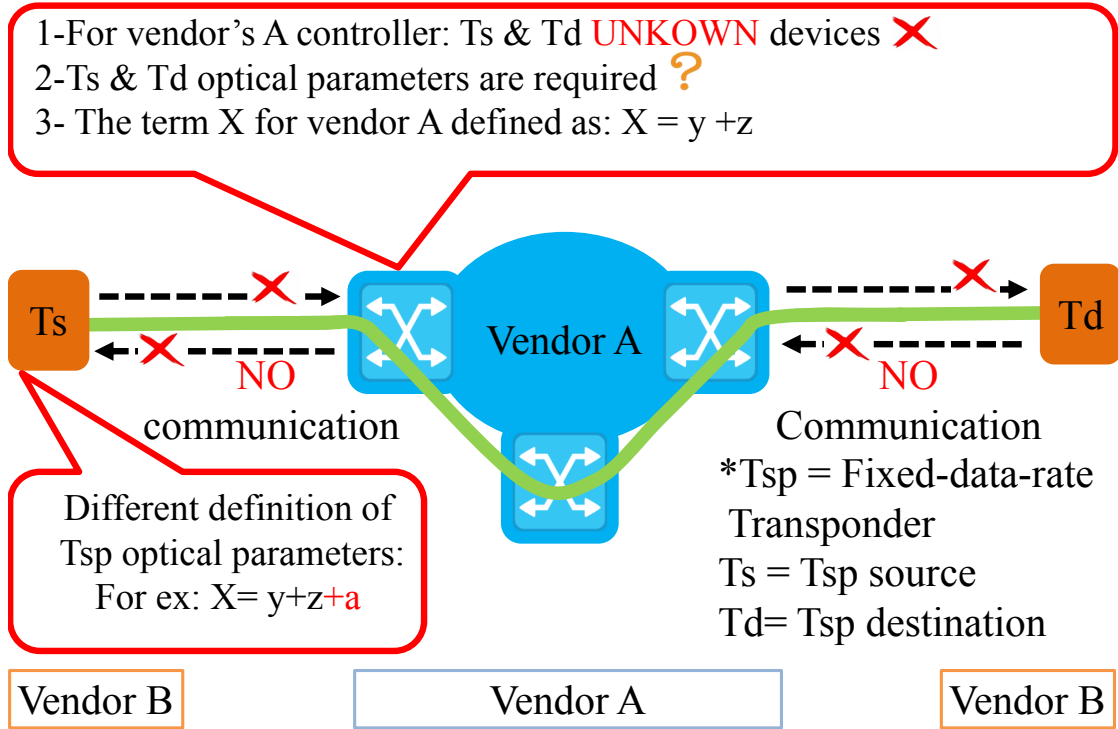 1-For vendor’s A controller: Ts & Td UNKOWN devices
2-Ts & Td optical parameters are required ?
3- The term X for vendor A defined as: X = y +z
Ts
Vendor A
Td
NO
communication
NO
Communication
Different definition of
Tsp optical parameters:
For ex: X= y+z+a
*Tsp = Fixed-data-rate
Transponder
Ts = Tsp source
Td= Tsp destination
Vendor B
Vendor A
Vendor B